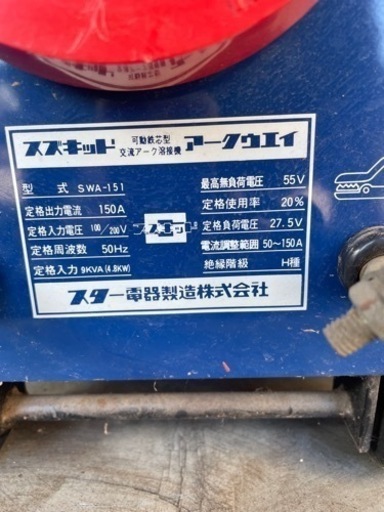 スズキッド 可動鉄芯型 交流アーク溶接機 アークウエイ
型 式 SWA-151
定格出力電流 150A
定格入力電圧 100/200V
定格周波数 50Hz
定格入力 9KVA (4.8KW)
スズキッド
最高無負荷電圧 55V
定格使用率 20%
定格負荷電圧 27.5V
電流調整範囲 50~150A
絶縁階級 H種
スター電器製造株式会社